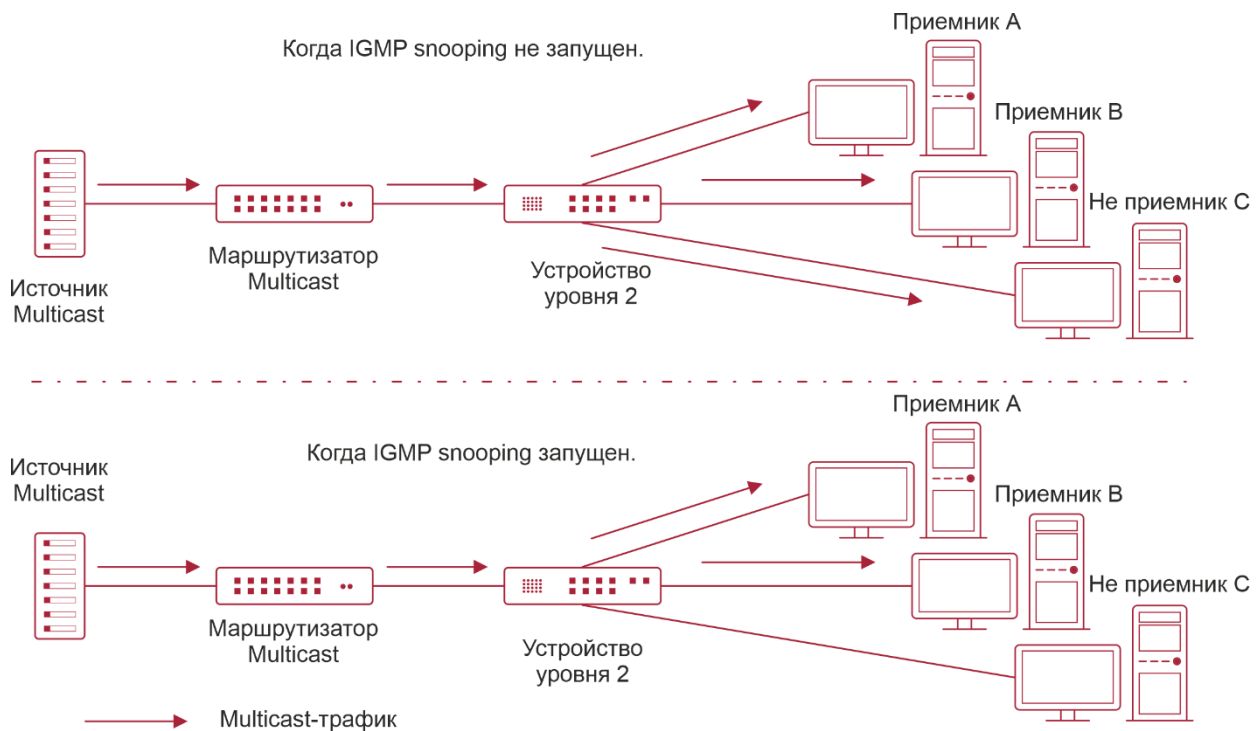 Когда IGMP snooping не запущен.
Приемник A
Приемник B
Не приемник C
Источник
Multicast
Маршрутизатор
Multicast
Устройство
уровня 2
Когда IGMP snooping запущен.
Приемник A
Приемник B
Не приемник C
Источник
Multicast
Маршрутизатор
Multicast
Устройство
уровня 2
Multicast-трафик